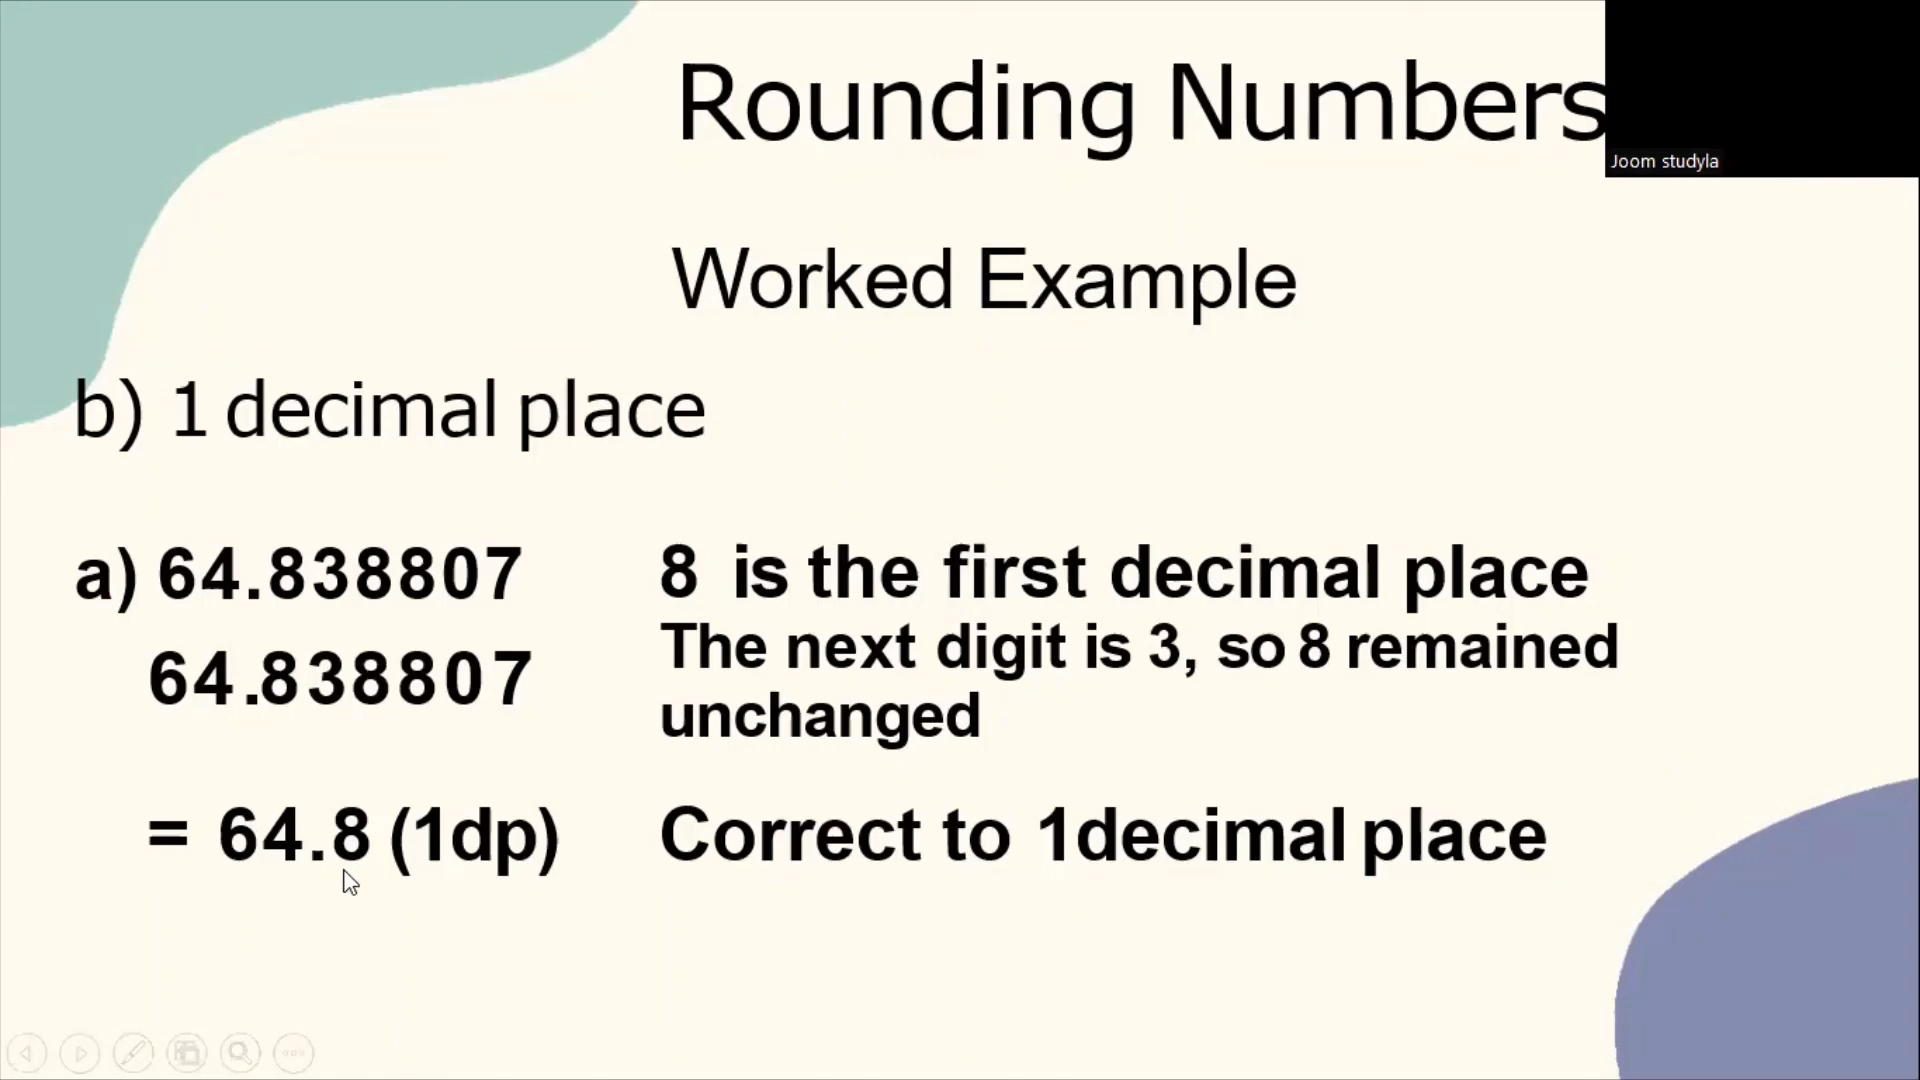 Rounding Numbers
Joom studyla
Worked Example
b) 1 decimal place
a) 64.838807
8 is the first decimal place
64.838807
The next digit is 3, so 8 remained
unchanged
= 64.8 (1dp)
Correct to 1decimal place